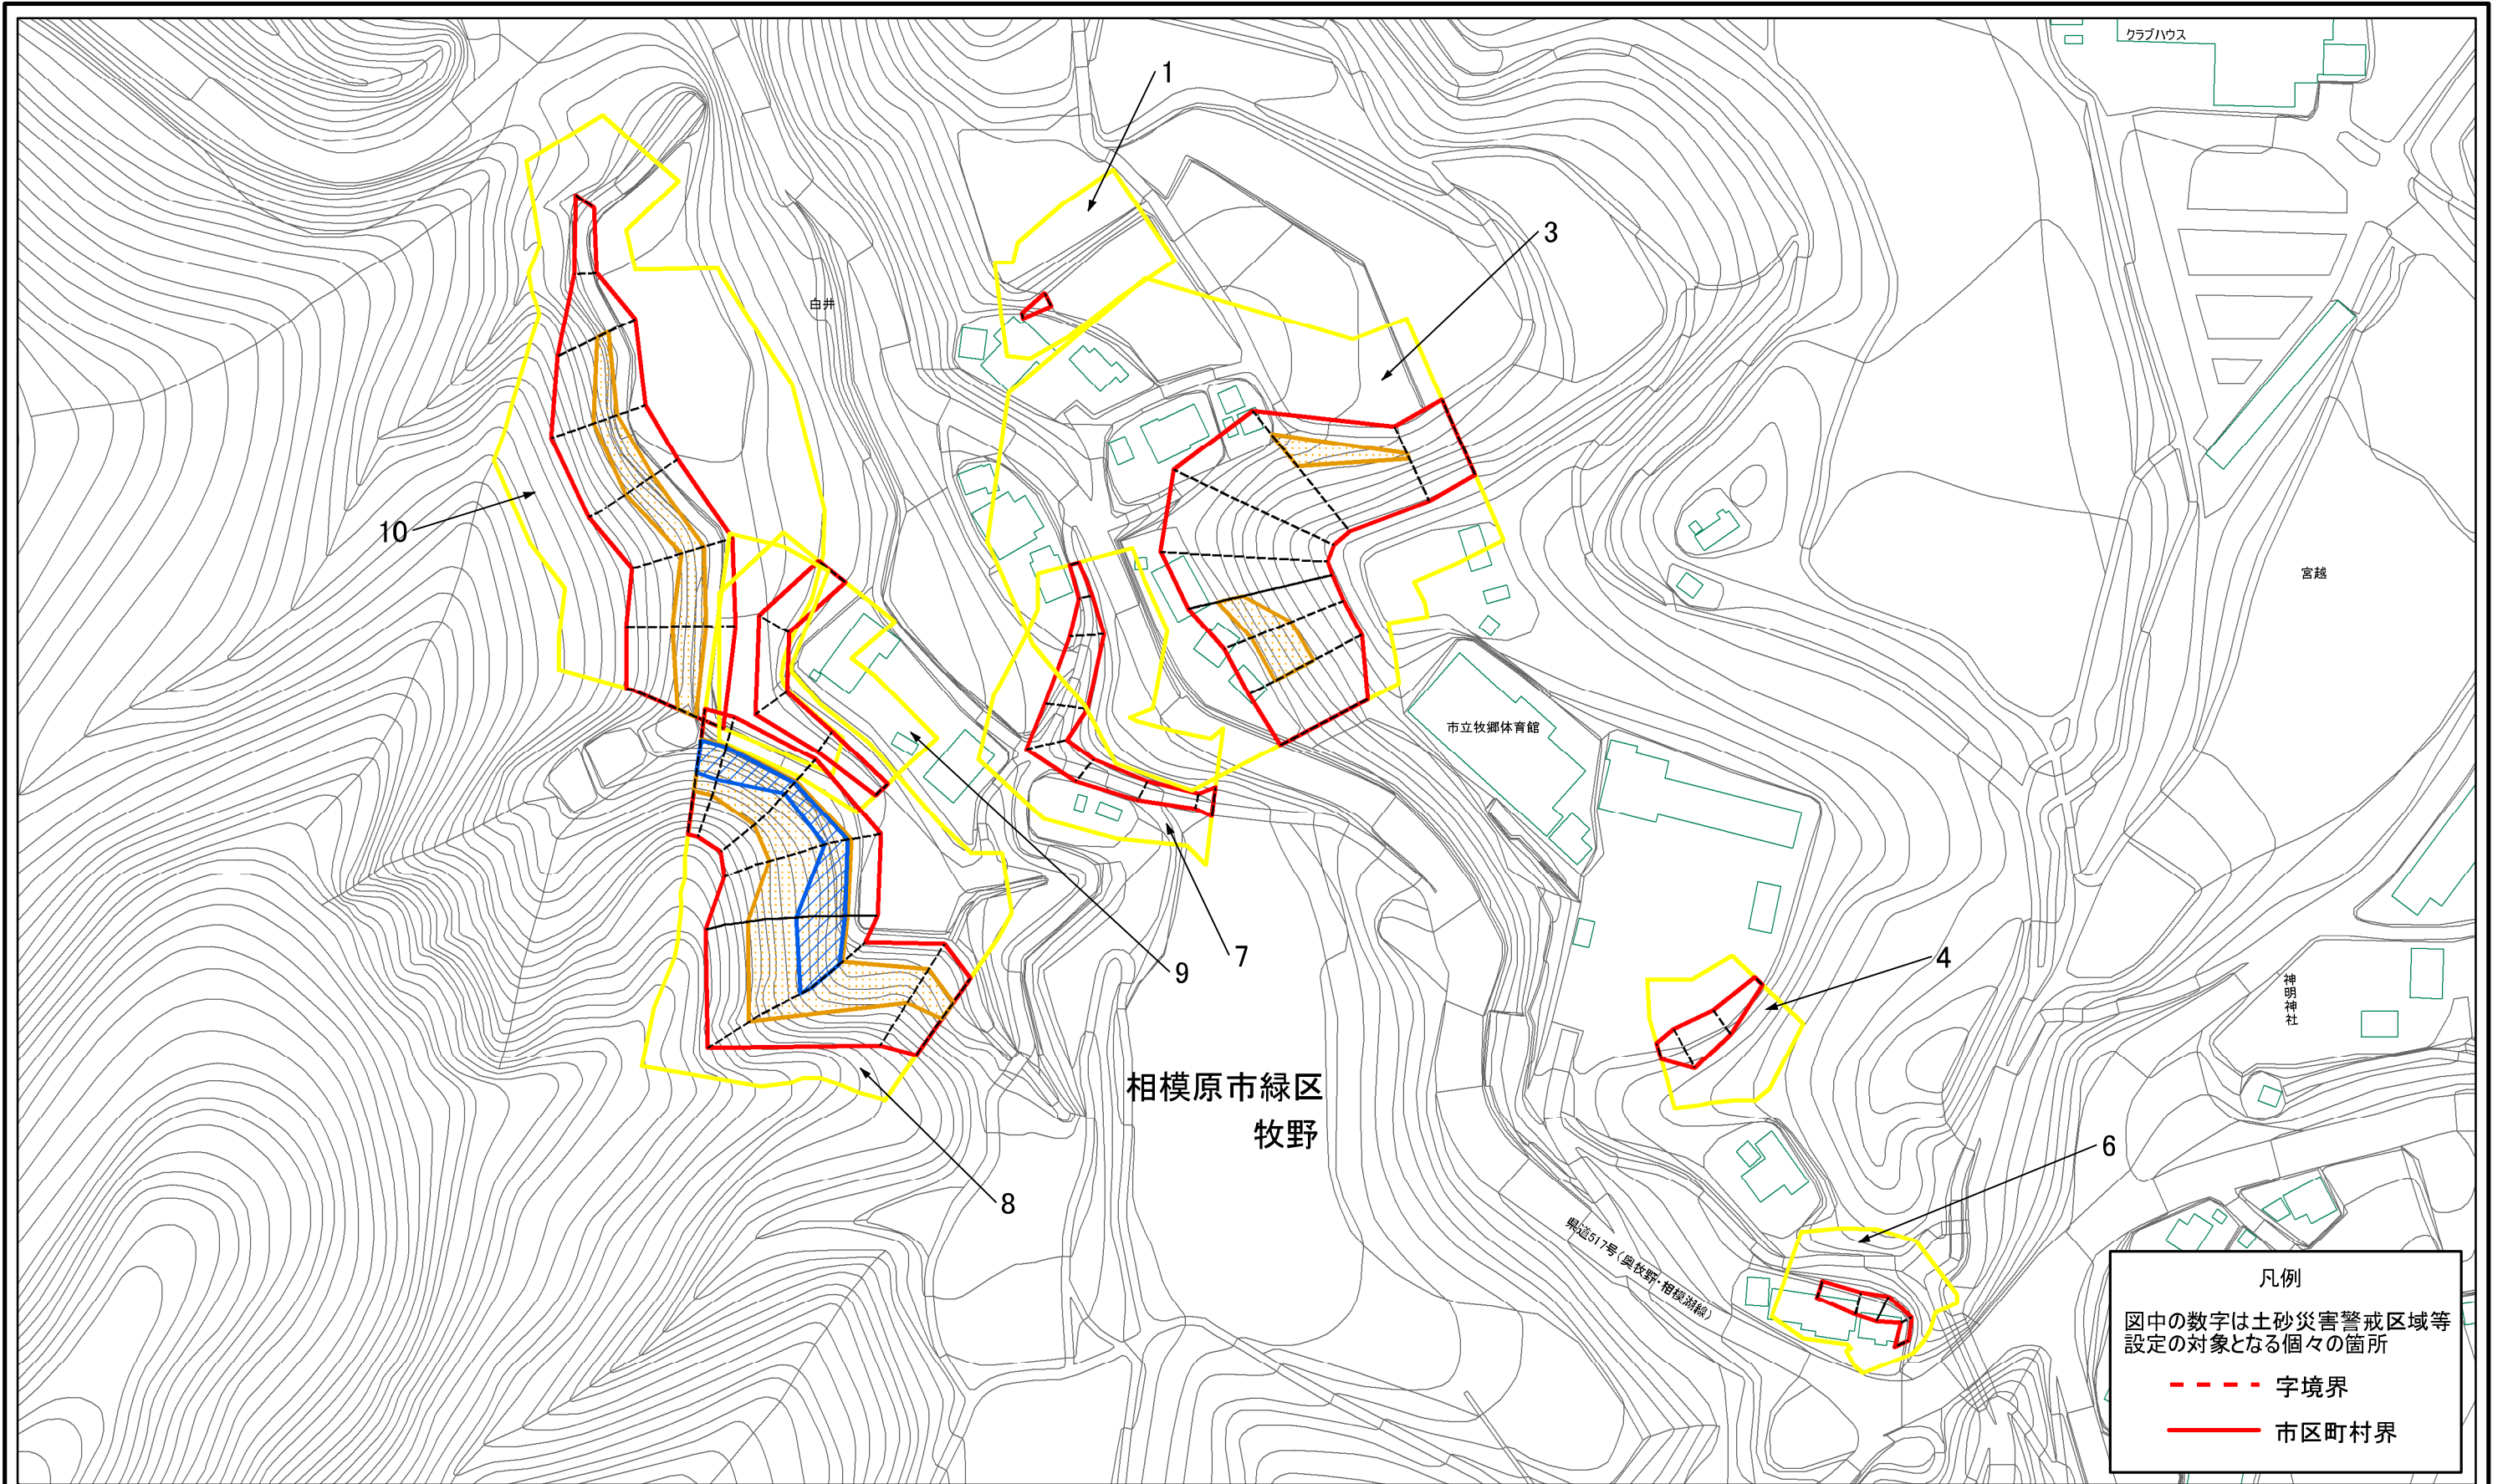 クラブハウス
1
3
白井
10
宮越
市立牧郷体育館
9
7
4
神明神社
相模原市緑区
牧野
6
8
県道517号(奥牧野・相模湖線)
凡例
図中の数字は土砂災害警戒区域等
設定の対象となる個々の箇所
字境界
市区町村界